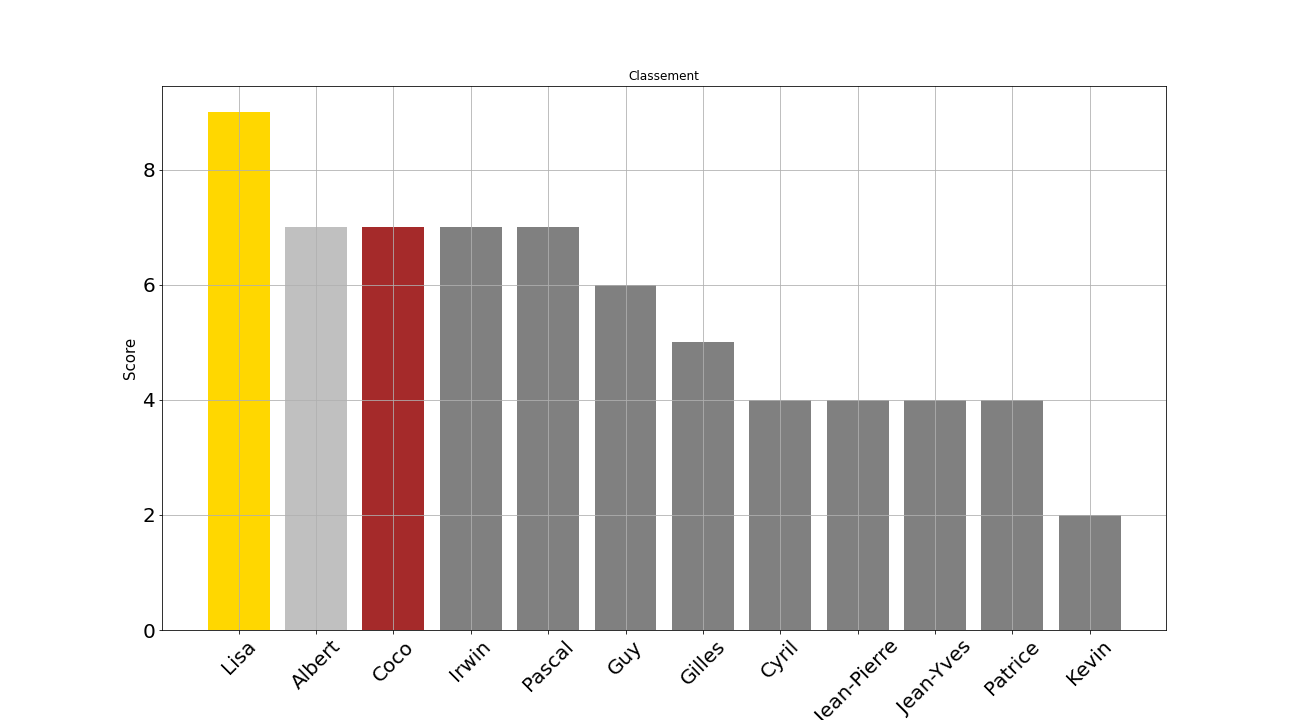 Classement
Score
8
6
4
2
0
Lisa
Albert
Coco
Irwin
Pascal
Guy
Gilles
Cyril
Jean-Pierre
Jean-Yves
Patrice
Kevin